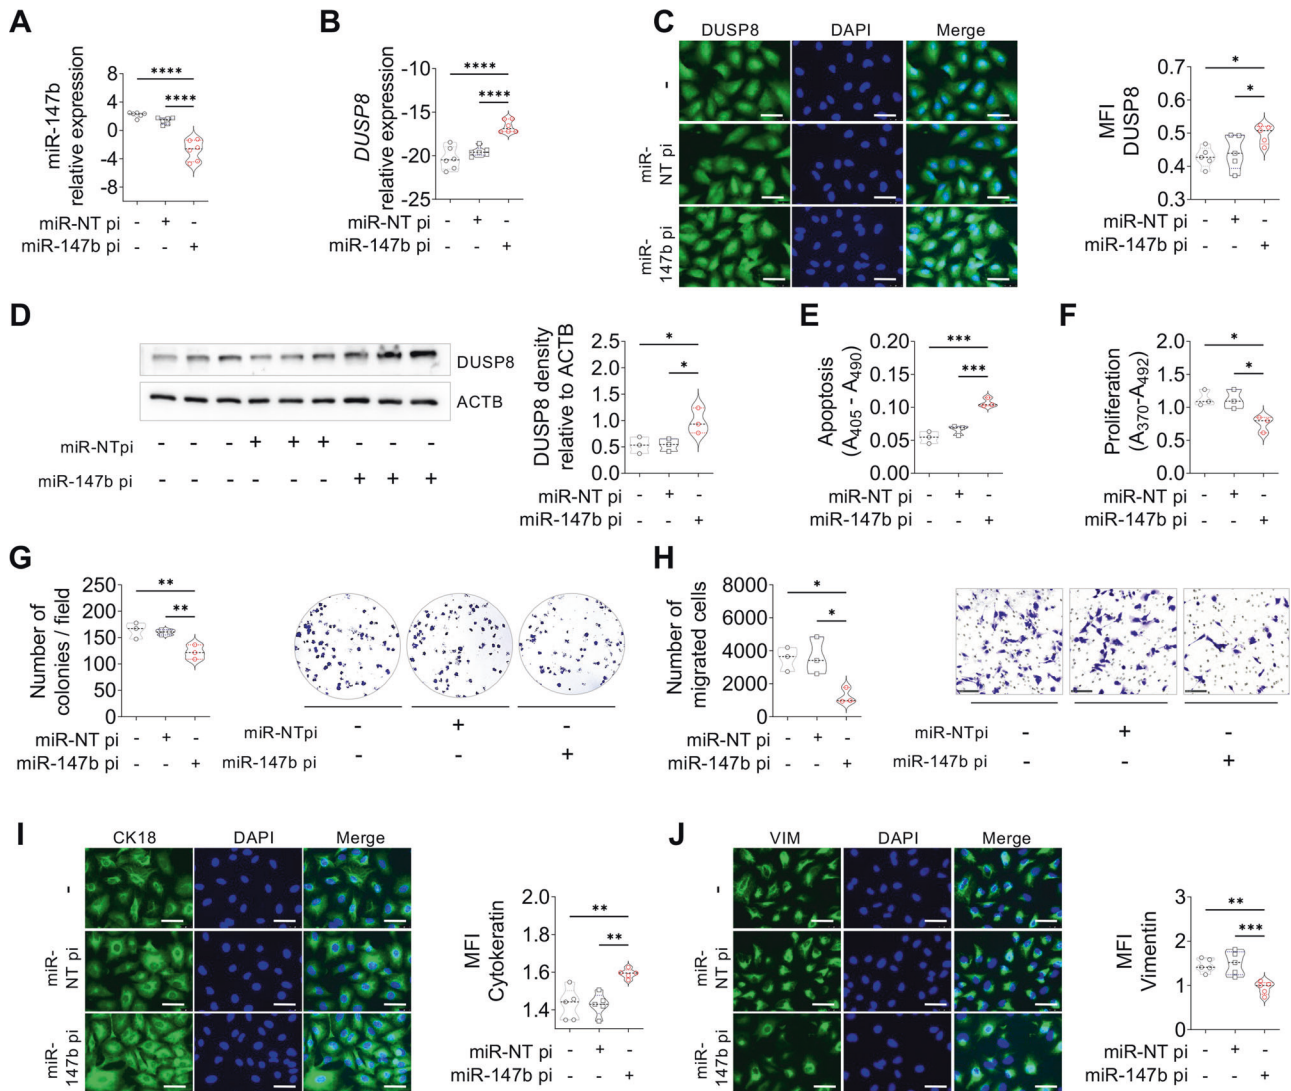 A
miR-147b
relative expression
8
4
0
-4
-8
****
****
miR-NT pi - + -
miR-147b pi - - +
B
DUSP8
relative expression
-10
-15
-20
-25
****
****
miR-NT pi - + -
miR-147b pi - - +
C
DUSP8 DAPI Merge
-
miR-
NT pi
miR-
147b pi
MFI
DUSP8
0.7
0.6
0.5
0.4
0.3
*
*
miR-NT pi - + -
miR-147b pi - - +
D
DUSP8
ACTB
miR-NTpi - - - + + + - - -
miR-147b pi - - - - - - + + +
DUSP8 density
relative to ACTB
2.5
2.0
1.5
1.0
0.5
0.0
*
*
miR-NT pi - + -
miR-147b pi - - +
E
Apoptosis
(A405 - A490)
0.20
0.15
0.10
0.05
0.00
***
***
miR-NT pi - + -
miR-147b pi - - +
F
Proliferation
(A370-A492)
2.0
1.5
1.0
0.5
0.0
*
*
miR-NT pi - + -
miR-147b pi - - +
G
Number of
colonies / field
250
200
150
100
50
0
**
**
miR-NT pi - + -
miR-147b pi - - +
miR-NTpi - + -
miR-147b pi - - +
H
Number of
migrated cells
8000
6000
4000
2000
0
*
*
miR-NT pi - + -
miR-147b pi - - +
miR-NTpi - + -
miR-147b pi - - +
I
CK18 DAPI Merge
-
miR-
NT pi
miR-
147b pi
MFI
Cytokeratin
2.0
1.8
1.6
1.4
**
**
miR-NT pi - + -
miR-147b pi - - +
J
VIM DAPI Merge
-
miR-
NT pi
miR-
147b pi
MFI
Vimentin
3
2
1
0
**
***
miR-NT pi - + -
miR-147b pi - - +